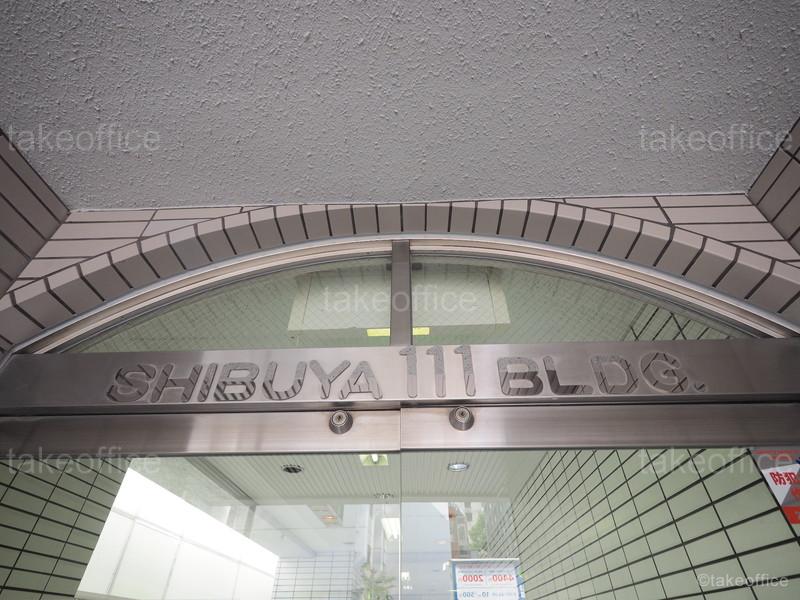 takeoffice
takeoffice
takeoffice
SHIBUYA 111 BLDG.
takeoffice
takeoffice
防犯
©takeoffice